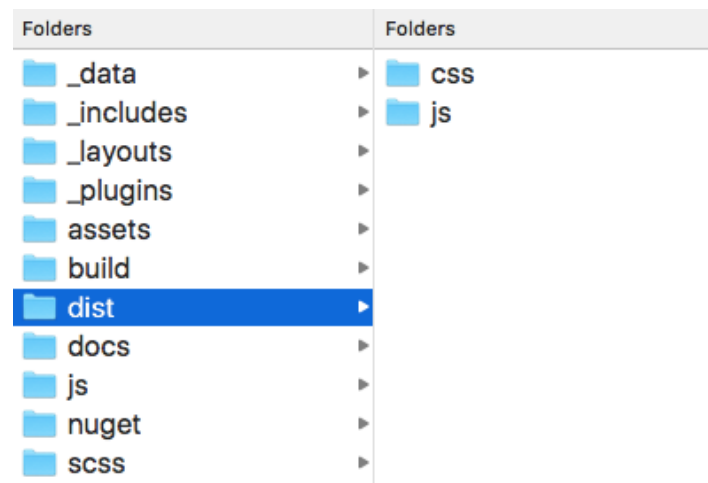 Folders
_data
_includes
_layouts
_plugins
assets
build
dist
docs
js
nuget
scss
Folders
css
js